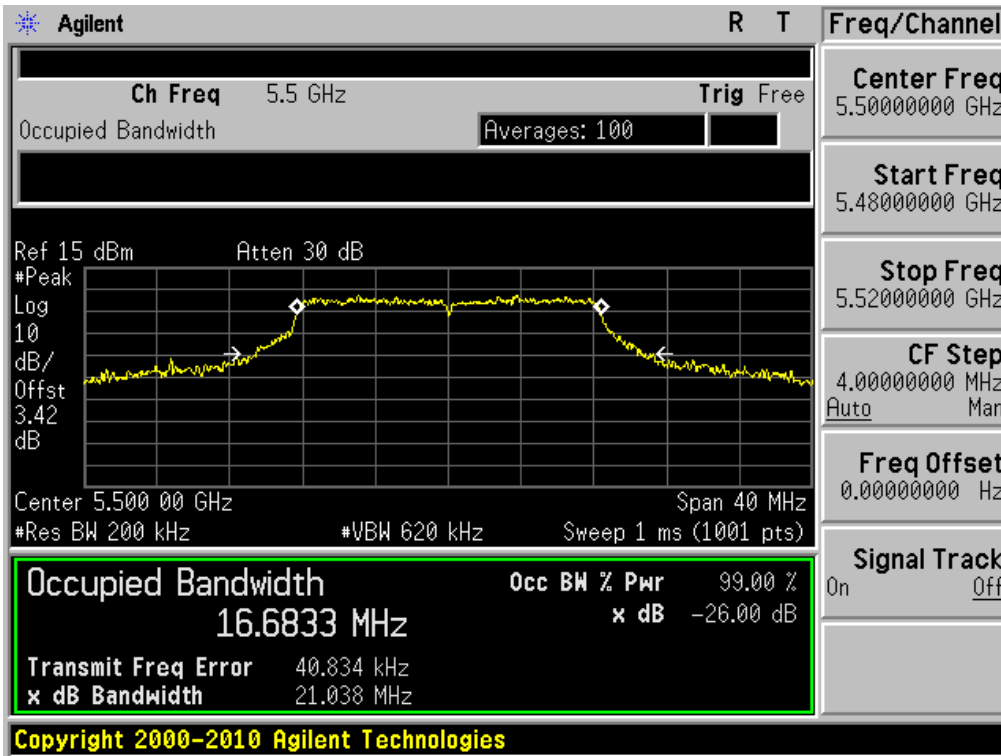 Agilent R T
Freq/Channel
Ch Freq 5.5 GHz Trig Free
Occupied Bandwidth Averages: 100
Ref 15 dBm Atten 30 dB
#Peak
Log
10
dB/
Offst
3.42
dB
Center 5.500 00 GHz Span 40 MHz
#Res BW 200 kHz #VBW 620 kHz Sweep 1 ms (1001 pts)
Occupied Bandwidth Occ BW % Pwr 99.00 %
16.6833 MHz x dB -26.00 dB
Transmit Freq Error 40.834 kHz
x dB Bandwidth 21.038 MHz
Center Freq
5.50000000 GHz
Start Freq
5.48000000 GHz
Stop Freq
5.52000000 GHz
CF Step
4.00000000 MHz
Auto Man
Freq Offset
0.00000000 Hz
Signal Track
On Off
Copyright 2000-2010 Agilent Technologies